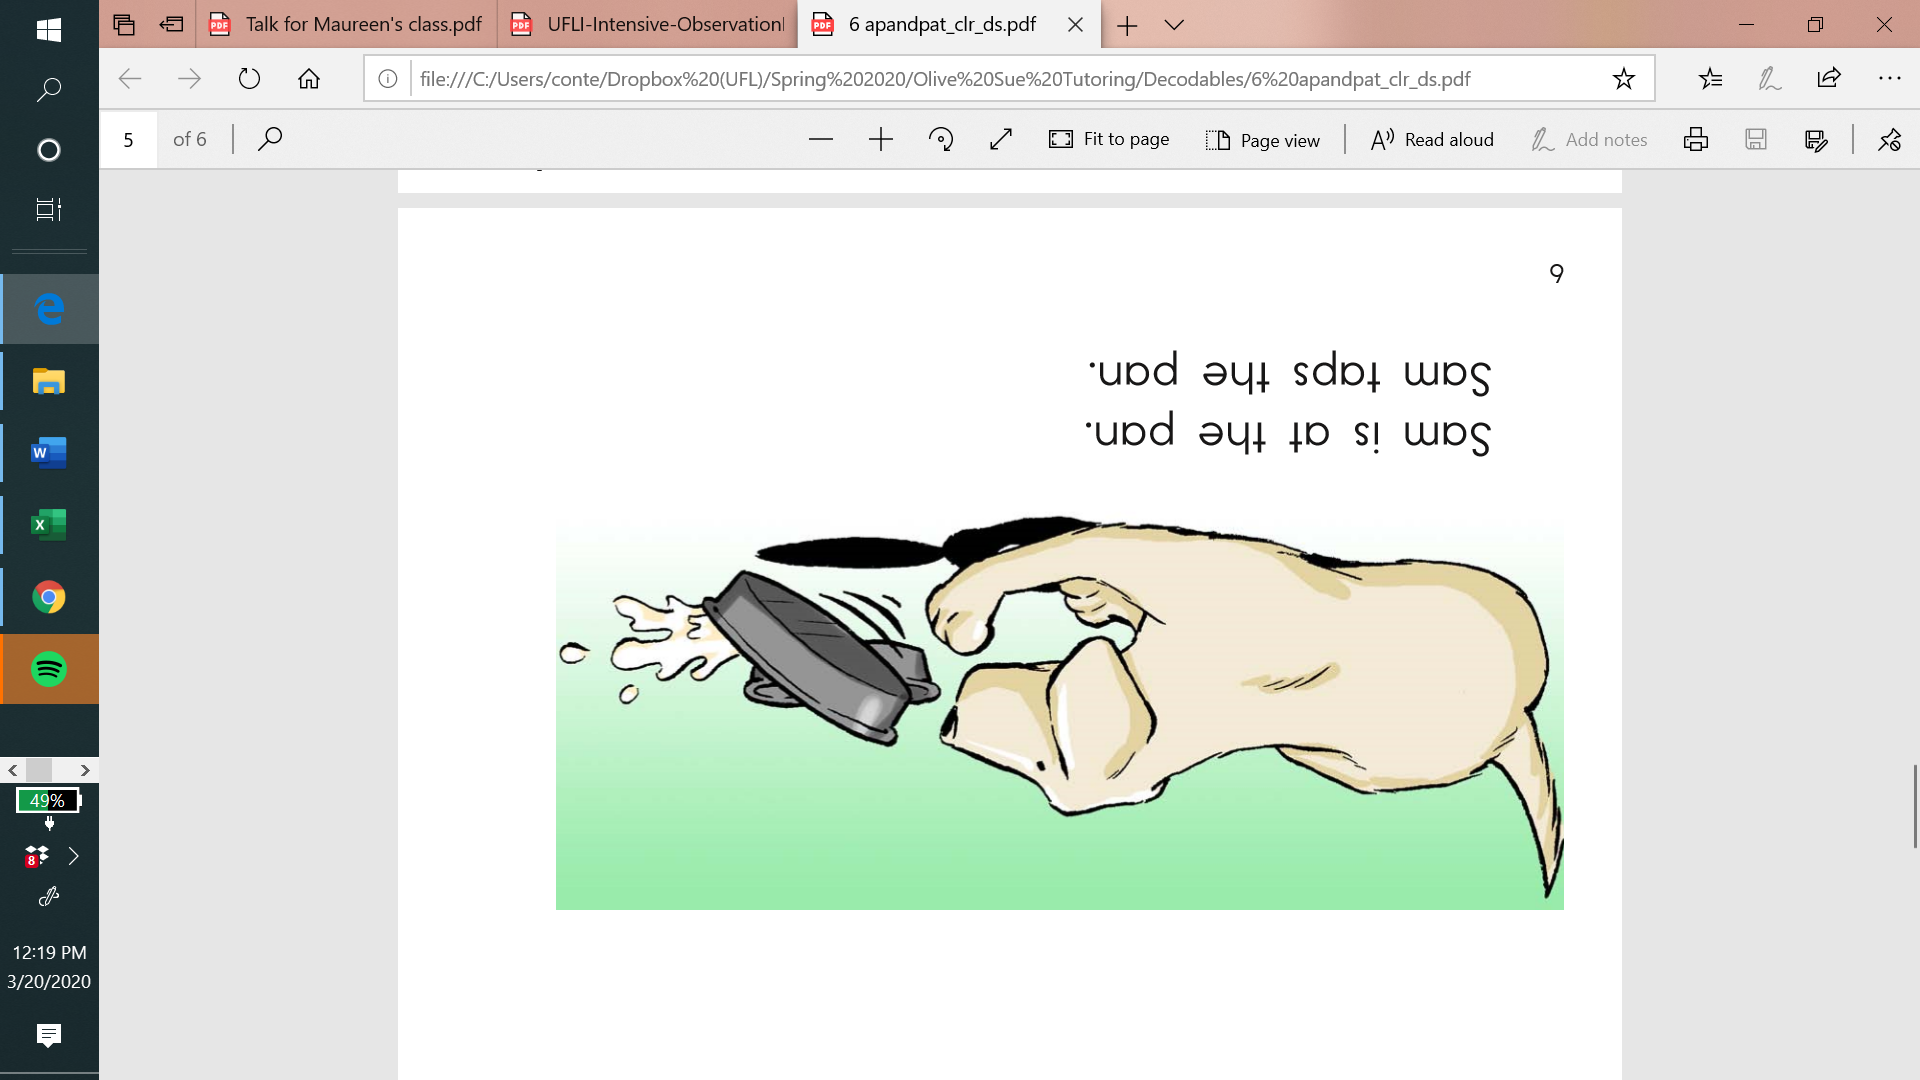 Talk for Maureen's class.pdf
UFLI-Intensive-Observation
6 apandpat_clr_ds.pdf
file:///C:/Users/conte/Dropbox%20(UFL)/Spring%202020/Olive%20Sue%20Tutoring/Decodables/6%20apandpat_clr_ds.pdf
5 of 6
Fit to page
Page view
Read aloud
Add notes
Sam is at the pan.
Sam taps the pan.
6
49%
8
12:19 PM
3/20/2020